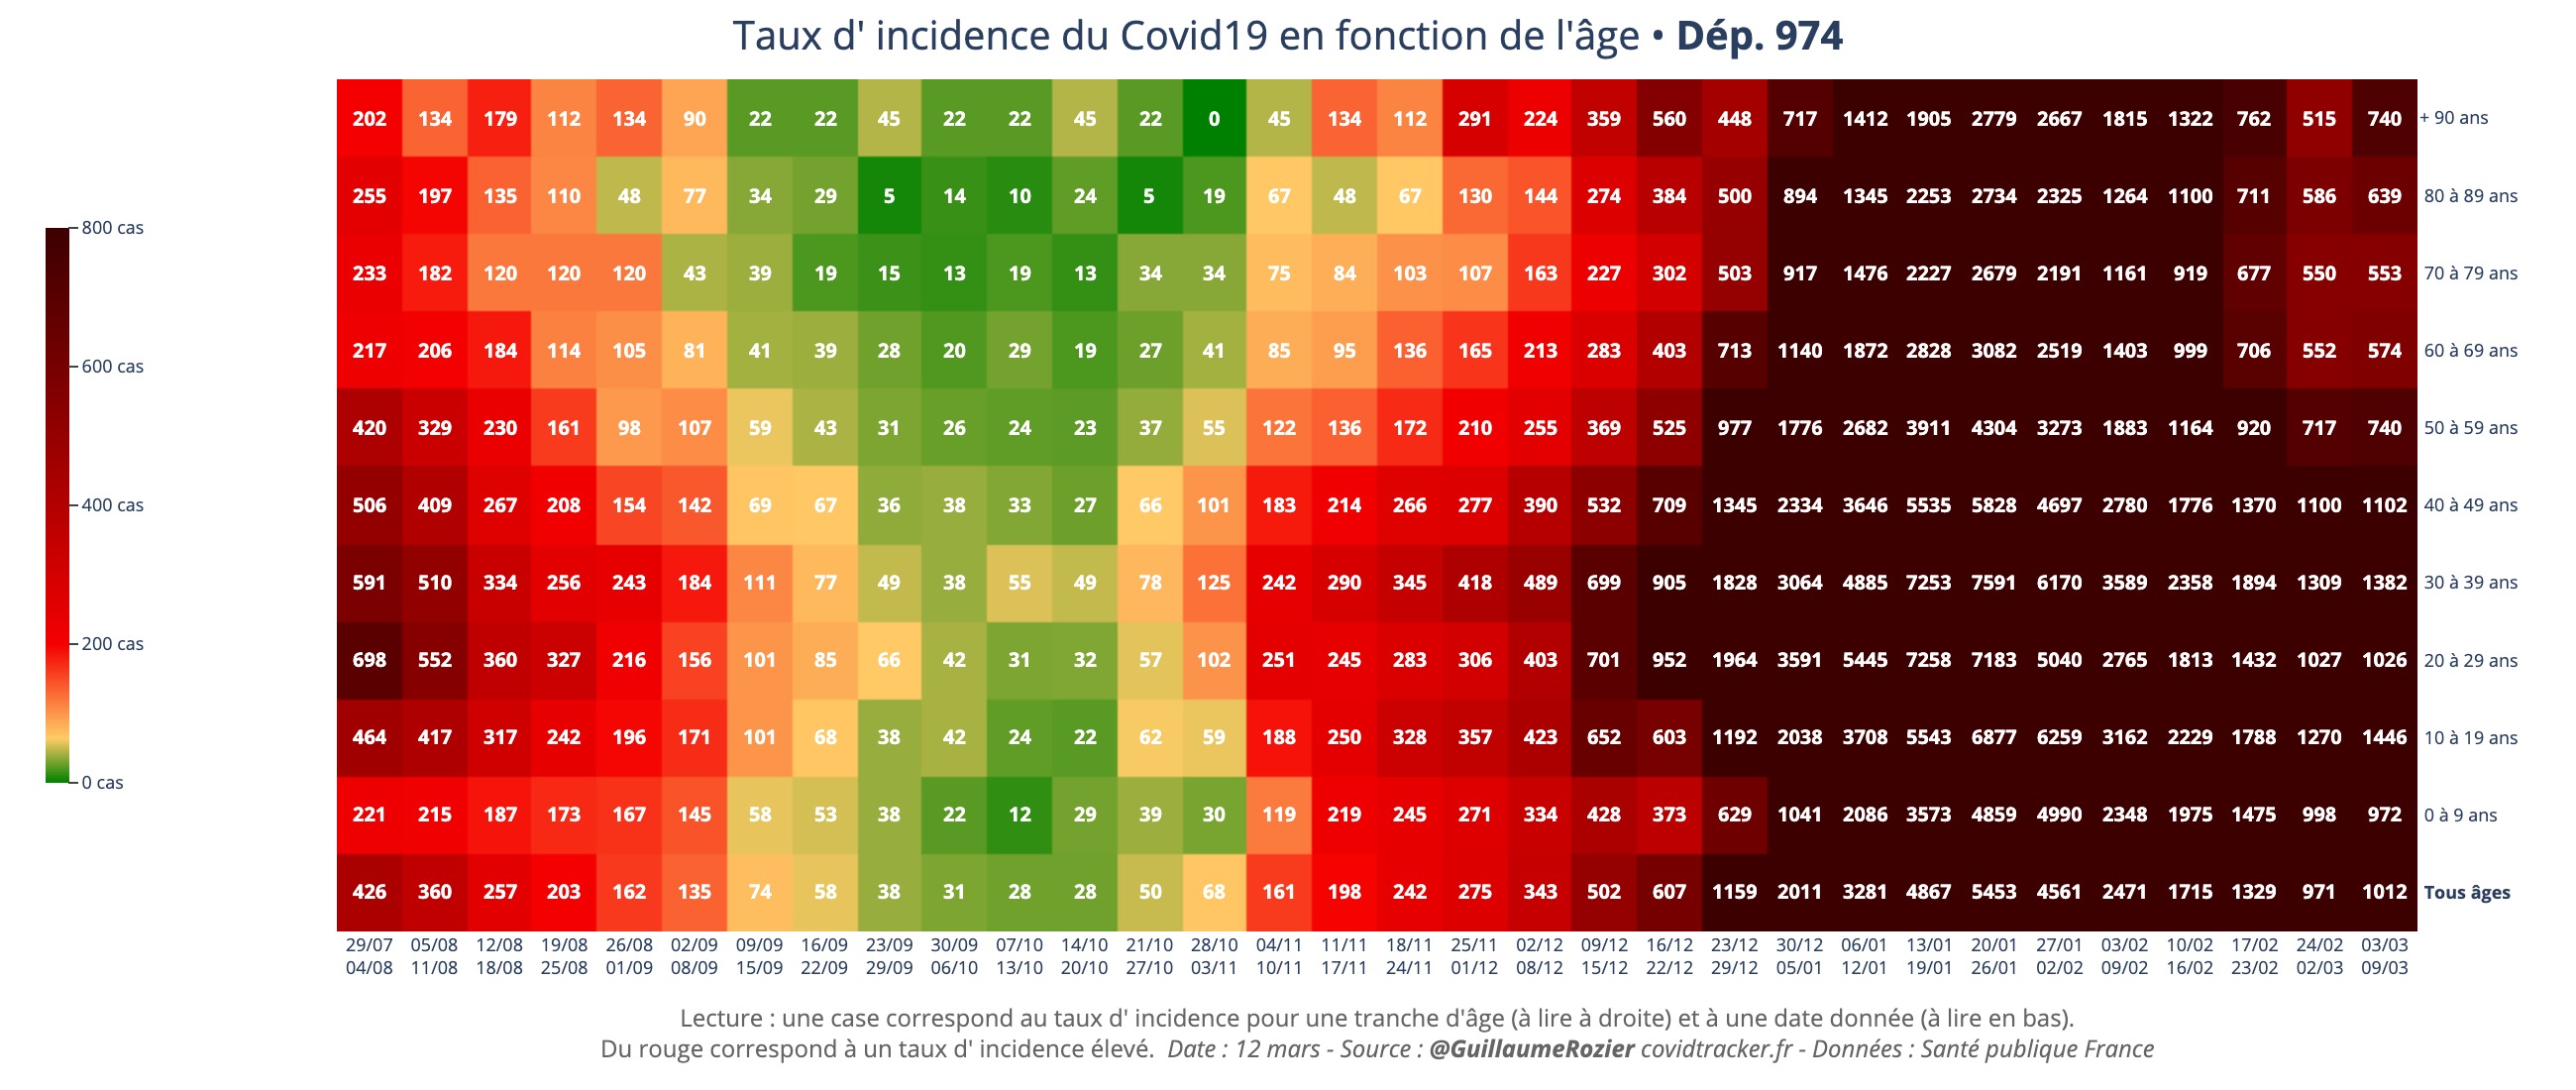 Taux d' incidence du Covid19 en fonction de l'âge • Dép. 974
800 cas
600 cas
400 cas
200 cas
0 cas
202 134 179 112 134 90 22 22 45 22 22 45 22 0 45 134 112 291 224 359 560 448 717 1412 1905 2779 2667 1815 1322 762 515 740 + 90 ans
255 197 135 110 48 77 34 29 5 14 10 24 5 19 67 48 67 130 144 274 384 500 894 1345 2253 2734 2325 1264 1100 711 586 639 80 à 89 ans
233 182 120 120 120 43 39 19 15 13 19 13 34 34 75 84 103 107 163 227 302 503 917 1476 2227 2679 2191 1161 919 677 550 553 70 à 79 ans
217 206 184 114 105 81 41 39 28 20 29 19 27 41 85 95 136 165 213 283 403 713 1140 1872 2828 3082 2519 1403 999 706 552 574 60 à 69 ans
420 329 230 161 98 107 59 43 31 26 24 23 37 55 122 136 172 210 255 369 525 977 1776 2682 3911 4304 3273 1883 1164 920 717 740 50 à 59 ans
506 409 267 208 154 142 69 67 36 38 33 27 66 101 183 214 266 277 390 532 709 1345 2334 3646 5535 5828 4697 2780 1776 1370 1100 1102 40 à 49 ans
591 510 334 256 243 184 111 77 49 38 55 49 78 125 242 290 345 418 489 699 905 1828 3064 4885 7253 7591 6170 3589 2358 1894 1309 1382 30 à 39 ans
698 552 360 327 216 156 101 85 66 42 31 32 57 102 251 245 283 306 403 701 952 1964 3591 5445 7258 7183 5040 2765 1813 1432 1027 1026 20 à 29 ans
464 417 317 242 196 171 101 68 38 42 24 22 62 59 188 250 328 357 423 652 603 1192 2038 3708 5543 6877 6259 3162 2229 1788 1270 1446 10 à 19 ans
221 215 187 173 167 145 58 53 38 22 12 29 39 30 119 219 245 271 334 428 373 629 1041 2086 3573 4859 4990 2348 1975 1475 998 972 0 à 9 ans
426 360 257 203 162 135 74 58 38 31 28 28 50 68 161 198 242 275 343 502 607 1159 2011 3281 4867 5453 4561 2471 1715 1329 971 1012 Tous âges
29/07 05/08 12/08 19/08 26/08 02/09 09/09 16/09 23/09 30/09 07/10 14/10 21/10 28/10 04/11 11/11 18/11 25/11 02/12 09/12 16/12 23/12 30/12 06/01 13/01 20/01 27/01 03/02 10/02 17/02 24/02 03/03
04/08 11/08 18/08 25/08 01/09 08/09 15/09 22/09 29/09 06/10 13/10 20/10 27/10 03/11 10/11 17/11 24/11 01/12 08/12 15/12 22/12 29/12 05/01 12/01 19/01 26/01 02/02 09/02 16/02 23/02 02/03 09/03
Lecture : une case correspond au taux d' incidence pour une tranche d'âge (à lire à droite) et à une date donnée (à lire en bas).
Du rouge correspond à un taux d' incidence élevé. Date : 12 mars - Source : @GuillaumeRozier covidtracker.fr - Données : Santé publique France